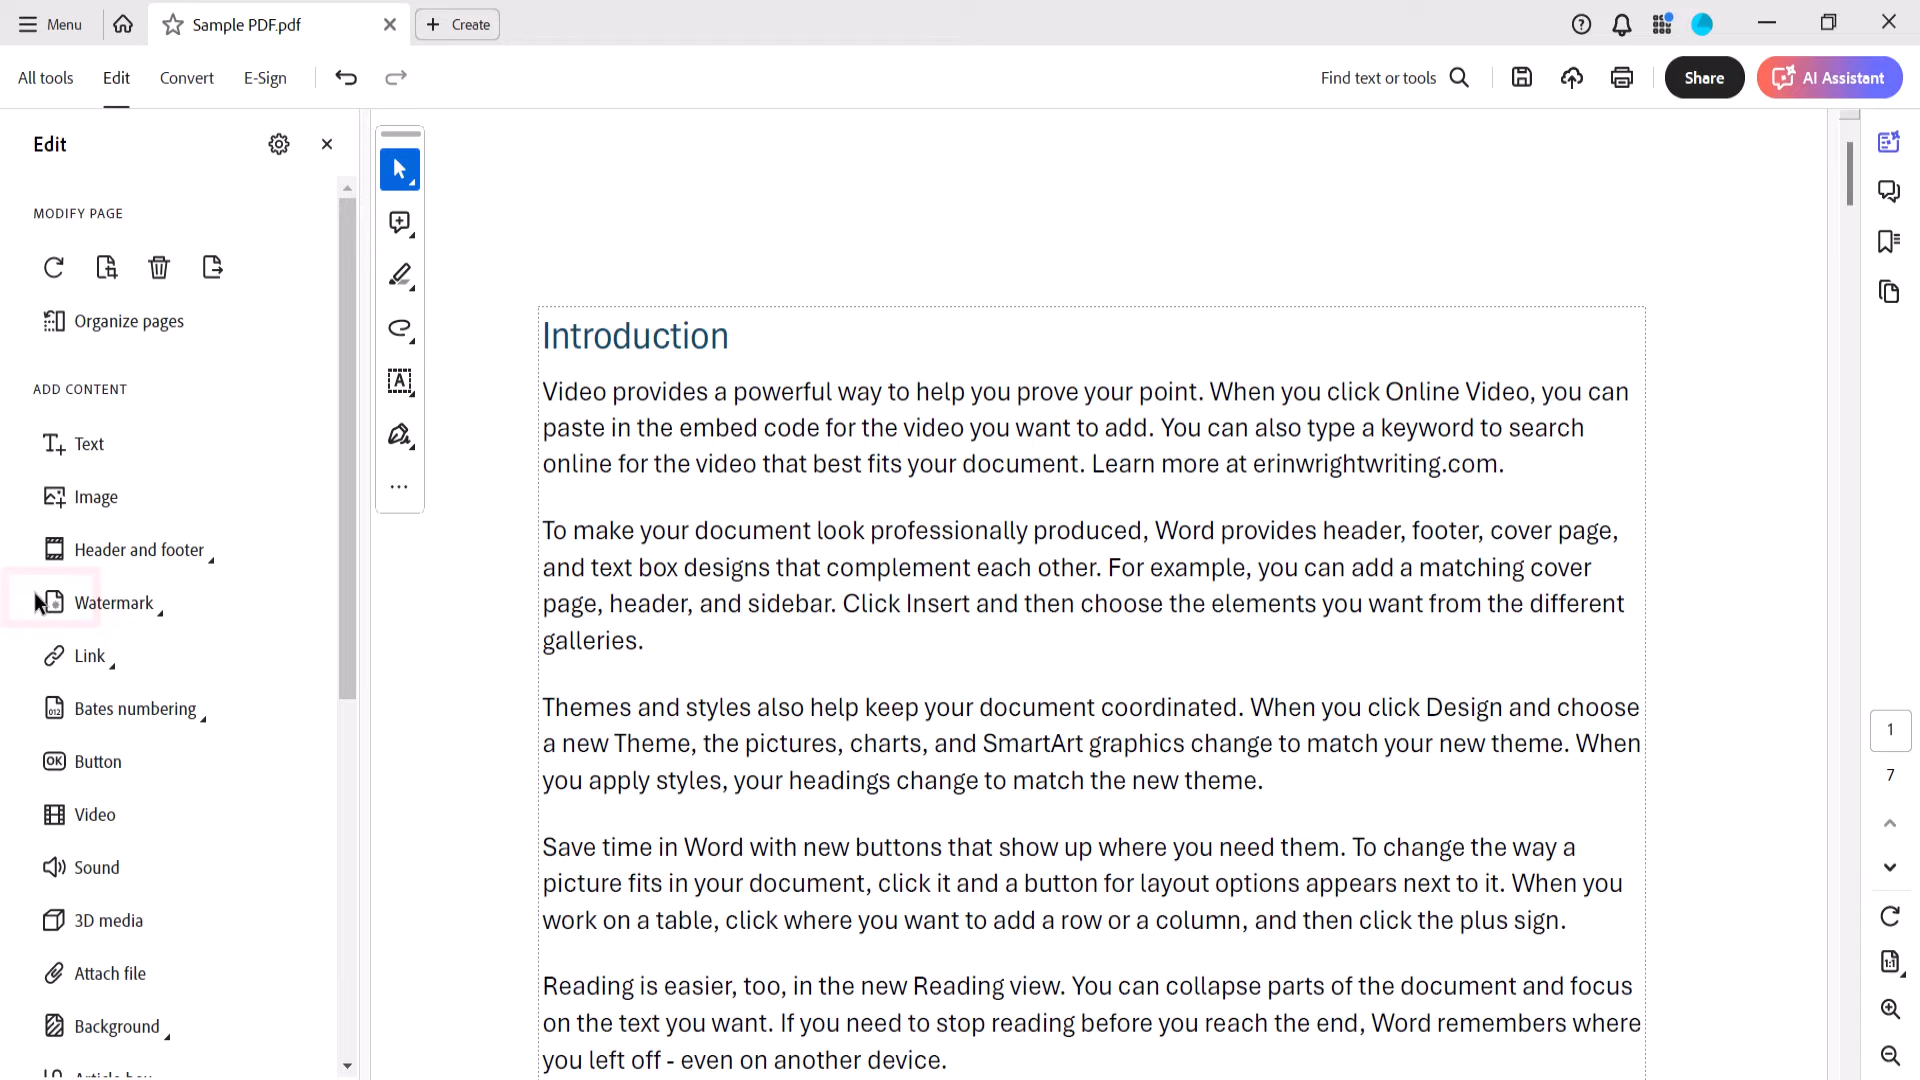 Menu
Sample PDF.pdf
Create
All tools
Edit
Convert
E-Sign
Find text or tools
Share
AI Assistant
Edit
MODIFY PAGE
Organize pages
ADD CONTENT
Text
Image
Header and footer
Watermark
Link
Bates numbering
Button
Video
Sound
3D media
Attach file
Background
Introduction
Video provides a powerful way to help you prove your point. When you click Online Video, you can
paste in the embed code for the video you want to add. You can also type a keyword to search
online for the video that best fits your document. Learn more at erinwrightwriting.com.
To make your document look professionally produced, Word provides header, footer, cover page,
and text box designs that complement each other. For example, you can add a matching cover
page, header, and sidebar. Click Insert and then choose the elements you want from the different
galleries.
Themes and styles also help keep your document coordinated. When you click Design and choose
a new Theme, the pictures, charts, and SmartArt graphics change to match your new theme. When
you apply styles, your headings change to match the new theme.
Save time in Word with new buttons that show up where you need them. To change the way a
picture fits in your document, click it and a button for layout options appears next to it. When you
work on a table, click where you want to add a row or a column, and then click the plus sign.
Reading is easier, too, in the new Reading view. You can collapse parts of the document and focus
on the text you want. If you need to stop reading before you reach the end, Word remembers where
you left off - even on another device.
1
7